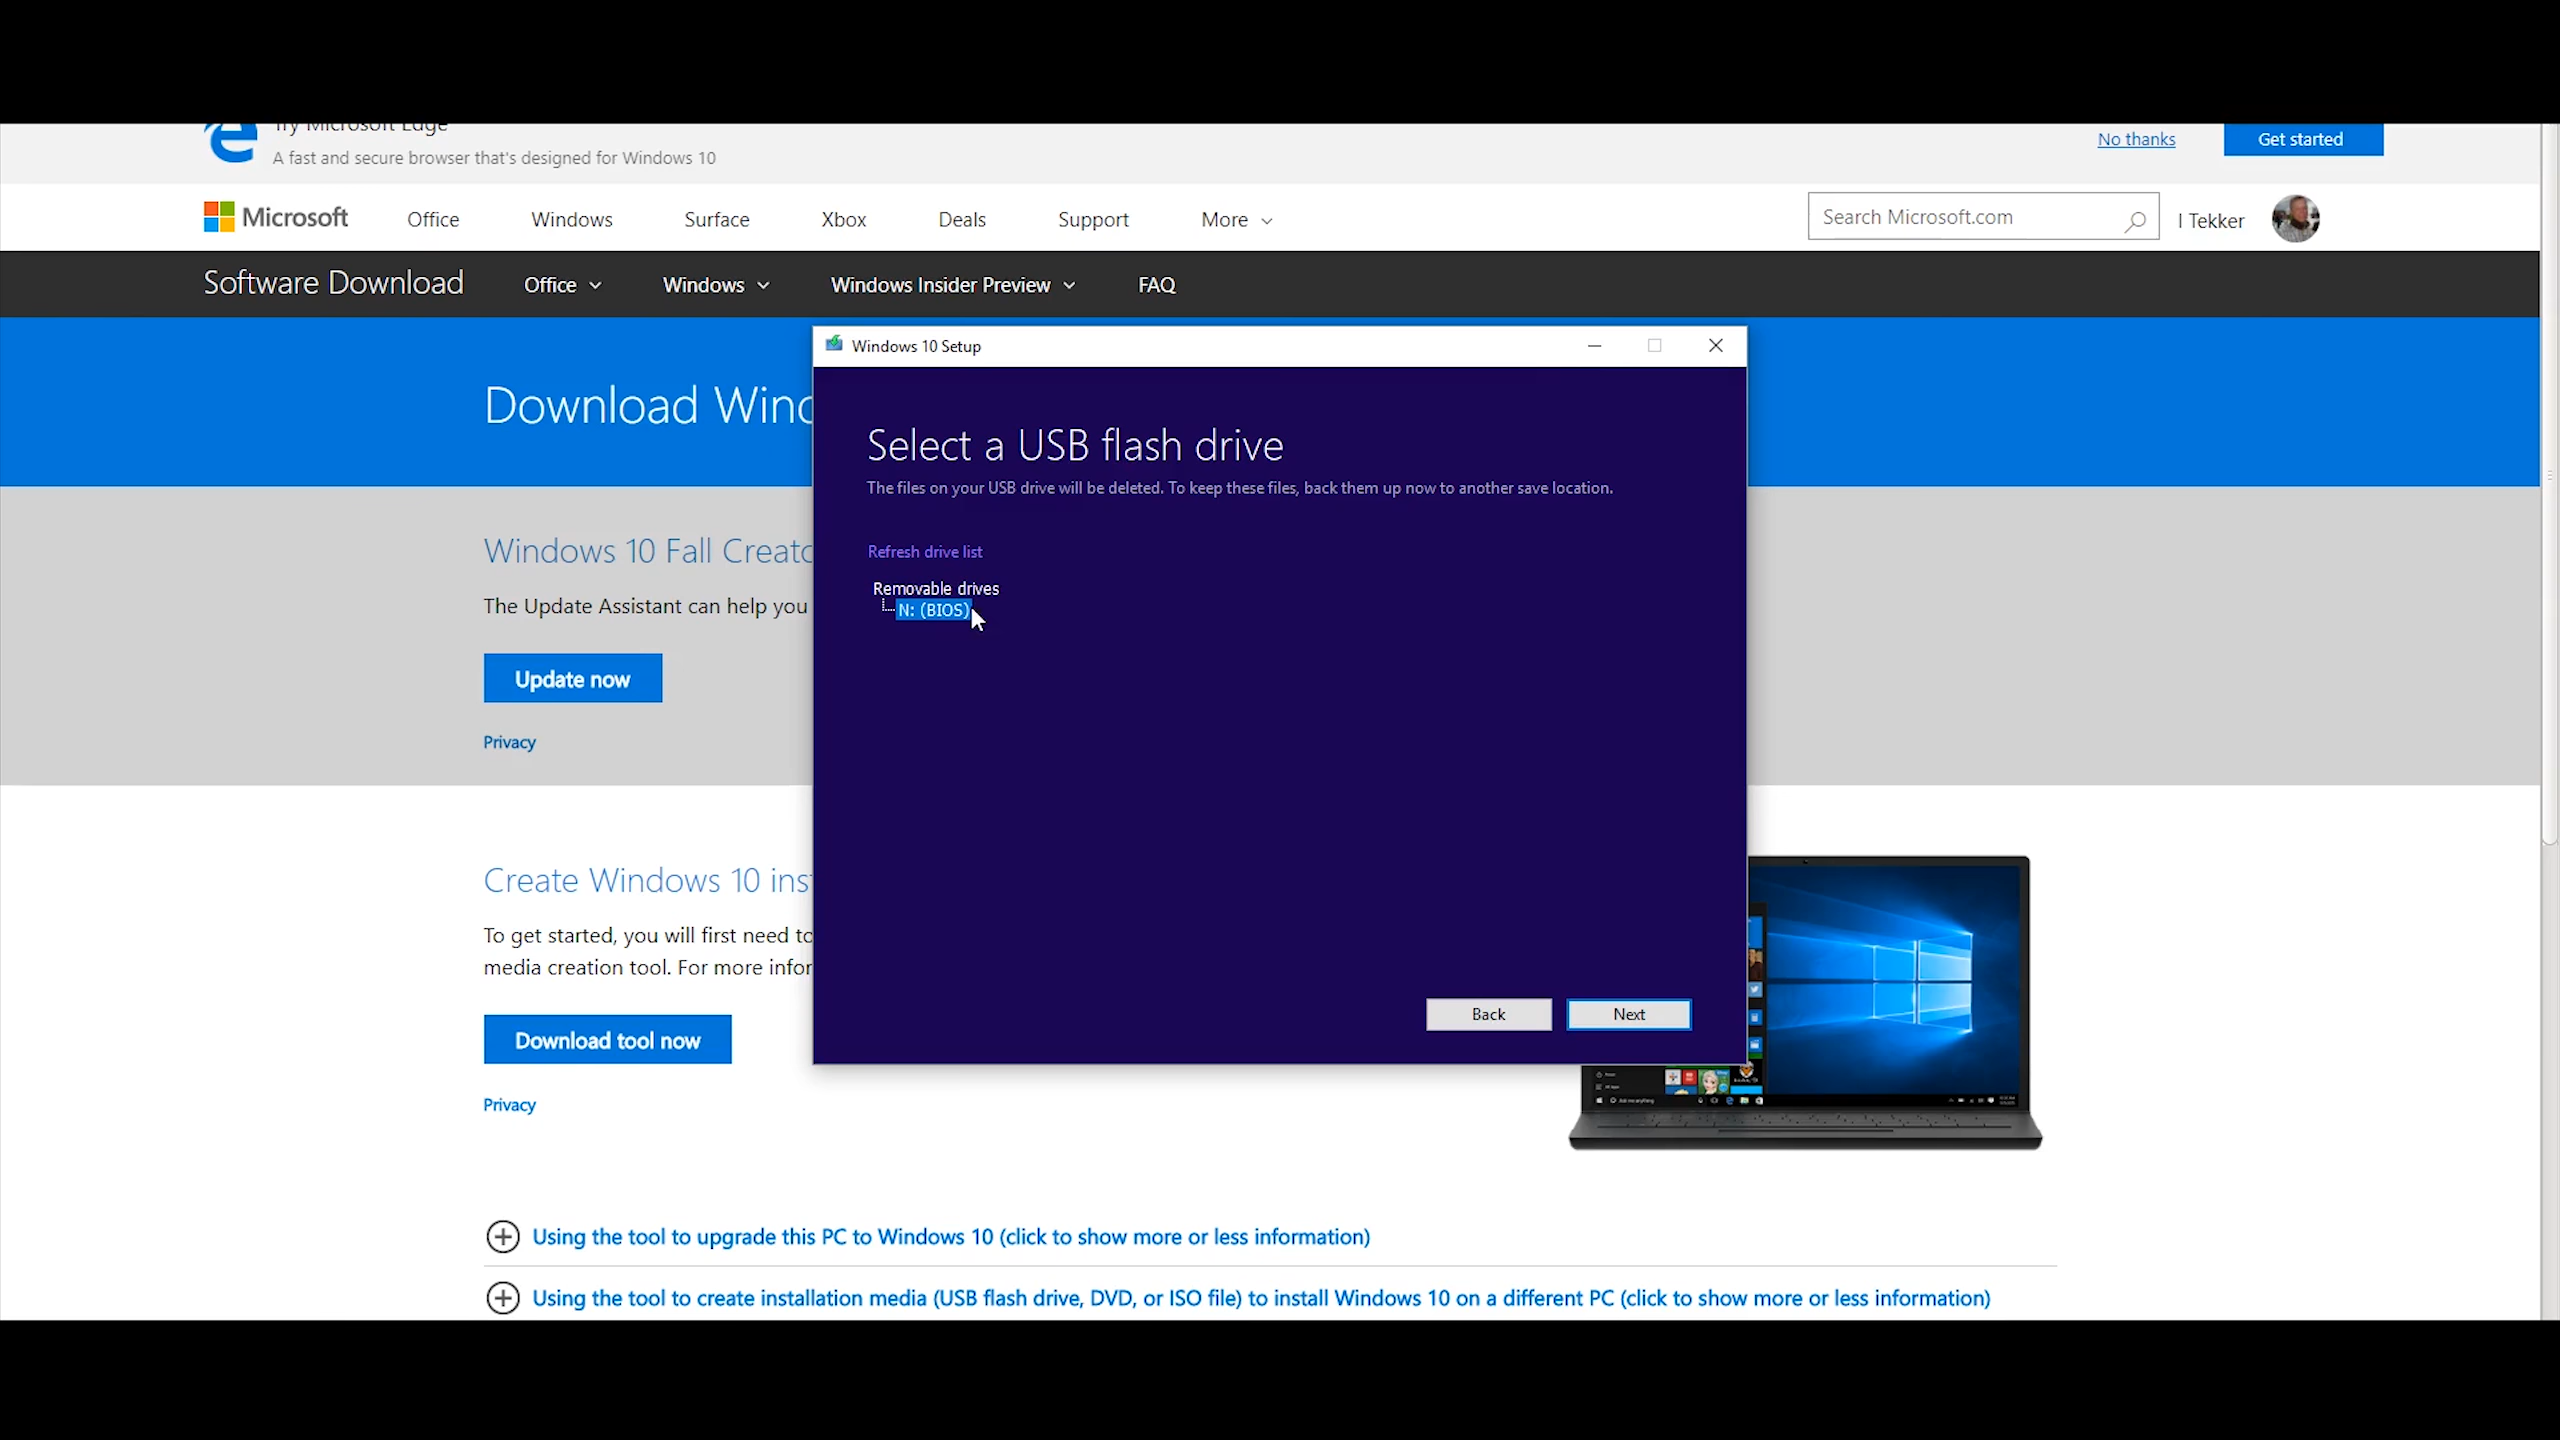 Try Microsoft Edge
A fast and secure browser that's designed for Windows 10
No thanks
Get started
Microsoft
Office
Windows
Surface
Xbox
Deals
Support
More
Search Microsoft.com
I Tekker
Software Download
Office
Windows
Windows Insider Preview
FAQ
Download Wind
Windows 10 Fall Creato
The Update Assistant can help you
Update now
Privacy
Windows 10 Setup
Select a USB flash drive
The files on your USB drive will be deleted. To keep these files, back them up now to another save location.
Refresh drive list
Removable drives
N: (BIOS)
Back
Next
Create Windows 10 inst
To get started, you will first need to
media creation tool. For more infor
Download tool now
Privacy
Using the tool to upgrade this PC to Windows 10 (click to show more or less information)
Using the tool to create installation media (USB flash drive, DVD, or ISO file) to install Windows 10 on a different PC (click to show more or less information)